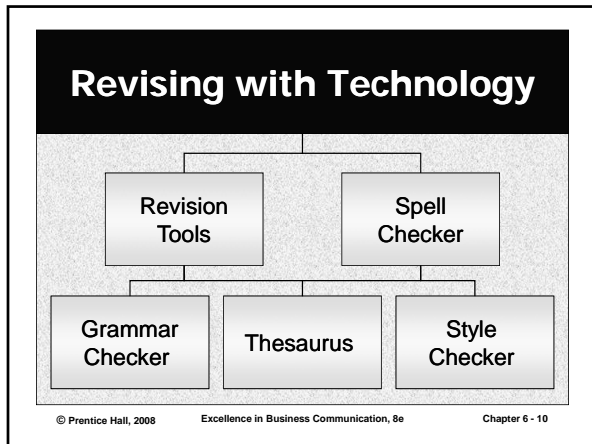 Revising with Technology
Revision
Tools
Spell
Checker
Grammar
Checker
Thesaurus
Style
Checker
© Prentice Hall, 2008 Excellence in Business Communication, 8e Chapter 6 - 10